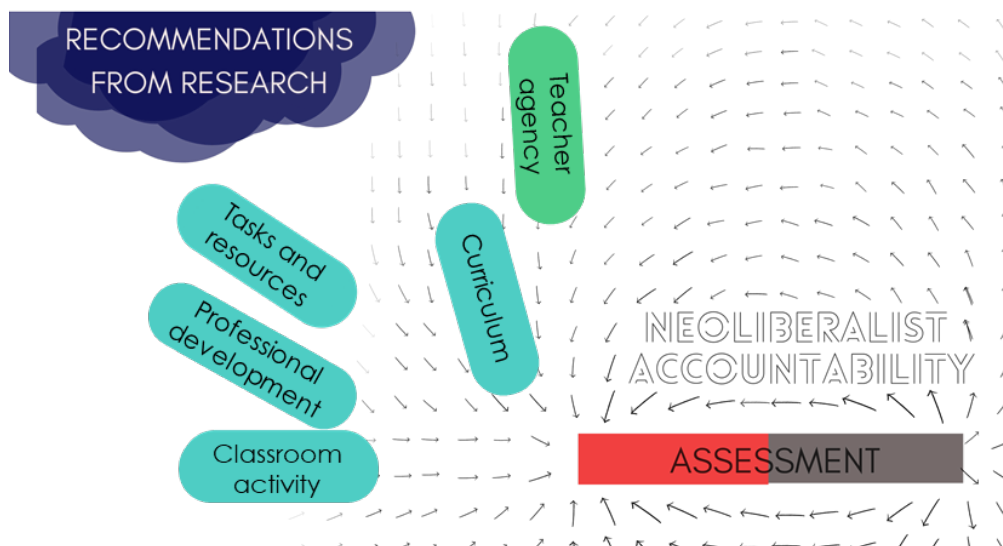 RECOMMENDATIONS
FROM RESEARCH
Teacher
agency
Tasks and
resources
Curriculum
Professional
development
NEOLIBERALIST
ACCOUNTABILITY
Classroom
activity
ASSESSMENT